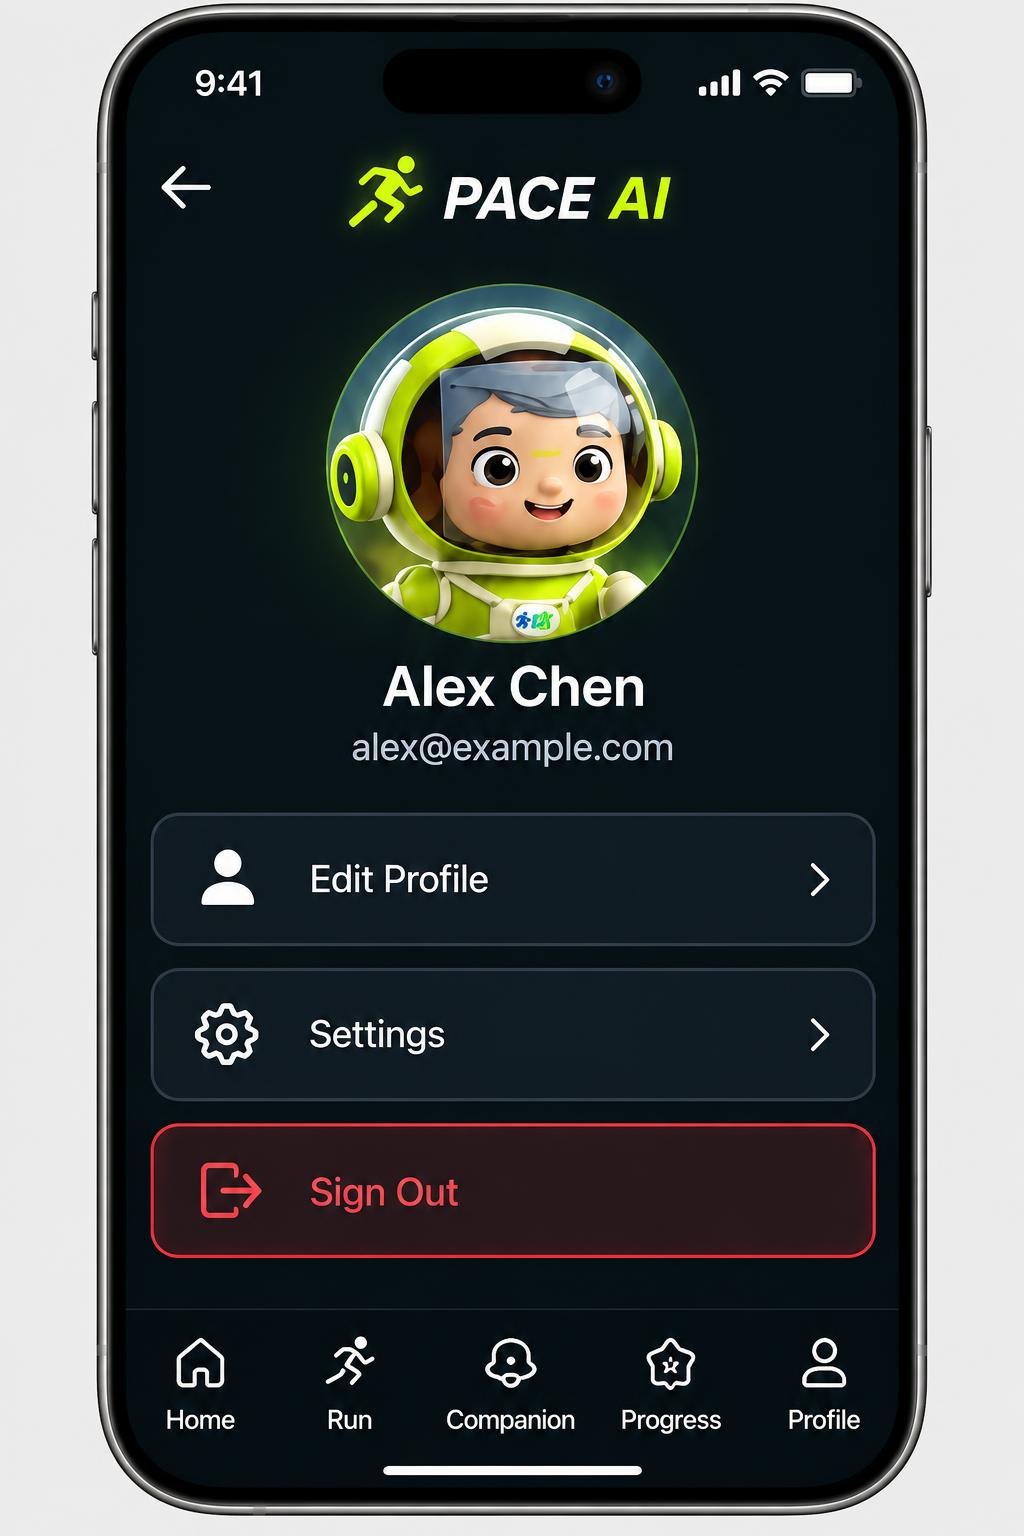 9:41
PACE AI
Alex Chen
alex@example.com
Edit Profile
Settings
Sign Out
Home
Run
Companion
Progress
Profile